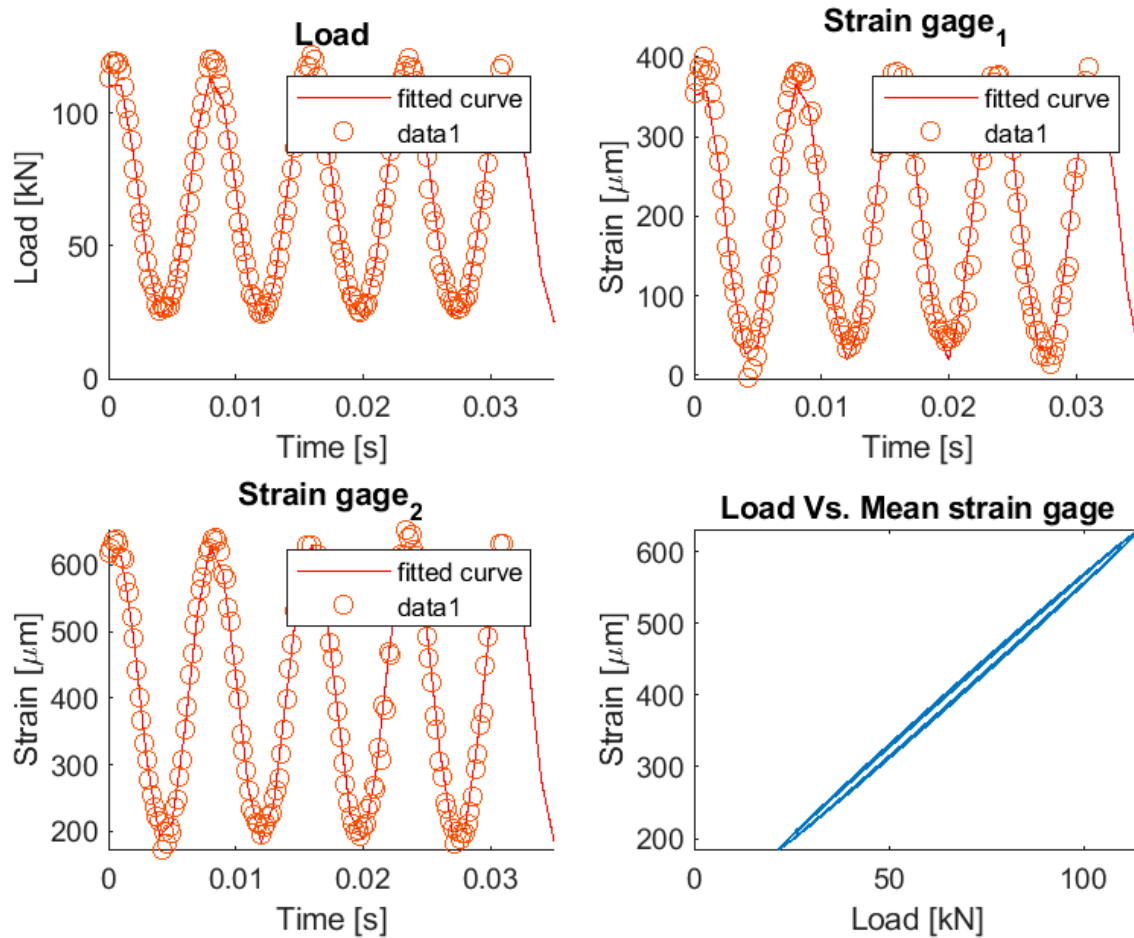 Load
fitted curve
data1
Load [kN]
100
50
0
0 0.01 0.02 0.03
Time [s]
Strain gage₁
fitted curve
data1
Strain [μm]
400
300
200
100
0
0 0.01 0.02 0.03
Time [s]
Strain gage₂
fitted curve
data1
Strain [μm]
600
500
400
300
200
0 0.01 0.02 0.03
Time [s]
Load Vs. Mean strain gage
Strain [μm]
600
500
400
300
200
0 50 100
Load [kN]